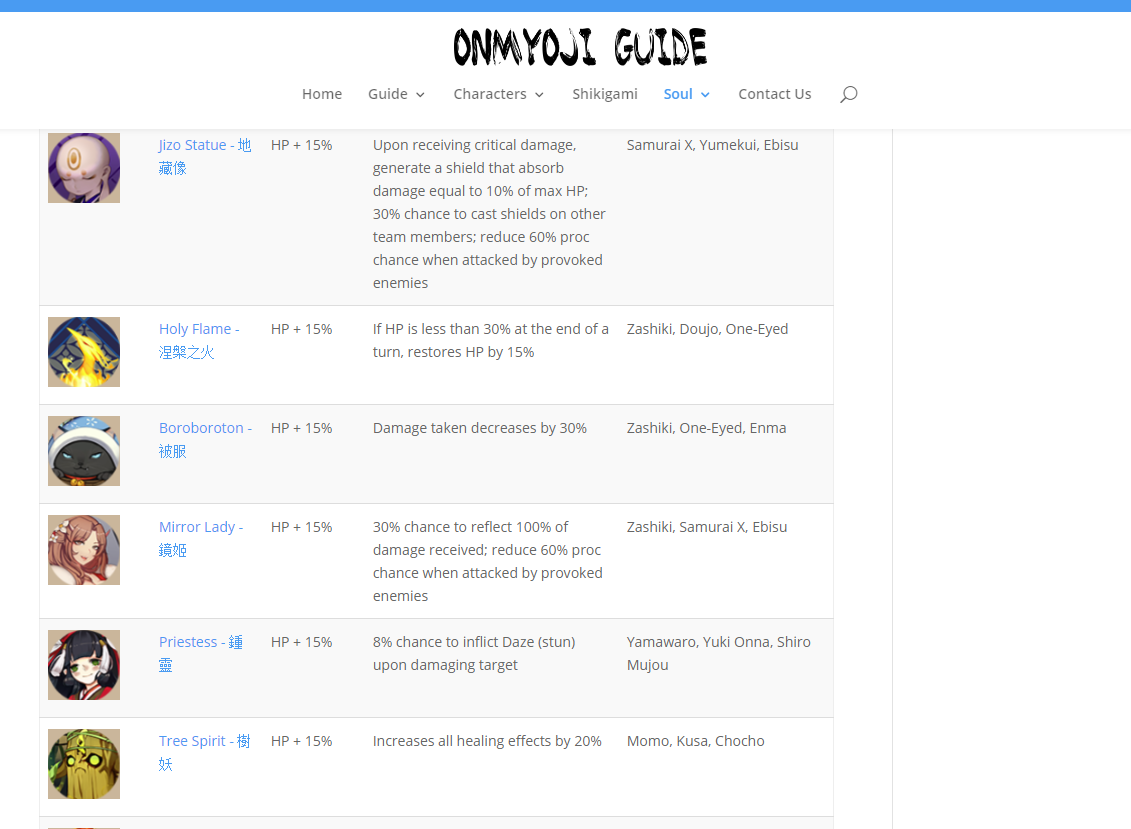 ONMYOJI GUIDE
Home Guide Characters Shikigami Soul Contact Us
Jizo Statue - 地
藏像
HP + 15%
Upon receiving critical damage,
generate a shield that absorb
damage equal to 10% of max HP;
30% chance to cast shields on other
team members; reduce 60% proc
chance when attacked by provoked
enemies
Samurai X, Yumekui, Ebisu
Holy Flame -
涅槃之火
HP + 15%
If HP is less than 30% at the end of a
turn, restores HP by 15%
Zashiki, Doujo, One-Eyed
Boroboroton -
被服
HP + 15%
Damage taken decreases by 30%
Zashiki, One-Eyed, Enma
Mirror Lady -
鏡姬
HP + 15%
30% chance to reflect 100% of
damage received; reduce 60% proc
chance when attacked by provoked
enemies
Zashiki, Samurai X, Ebisu
Priestess - 鍾
靈
HP + 15%
8% chance to inflict Daze (stun)
upon damaging target
Yamawaro, Yuki Onna, Shiro
Mujou
Tree Spirit - 樹
妖
HP + 15%
Increases all healing effects by 20%
Momo, Kusa, Chocho